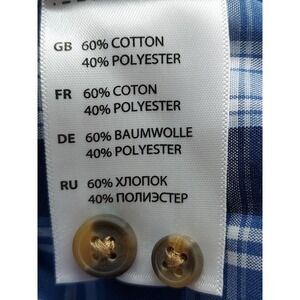 GB 60% COTTON
40% POLYESTER
FR 60% COTON
40% POLYESTER
DE 60% BAUMWOLLE
40% POLYESTER
RU 60% ХЛОПОК
40% ПОЛИЭСТЕР